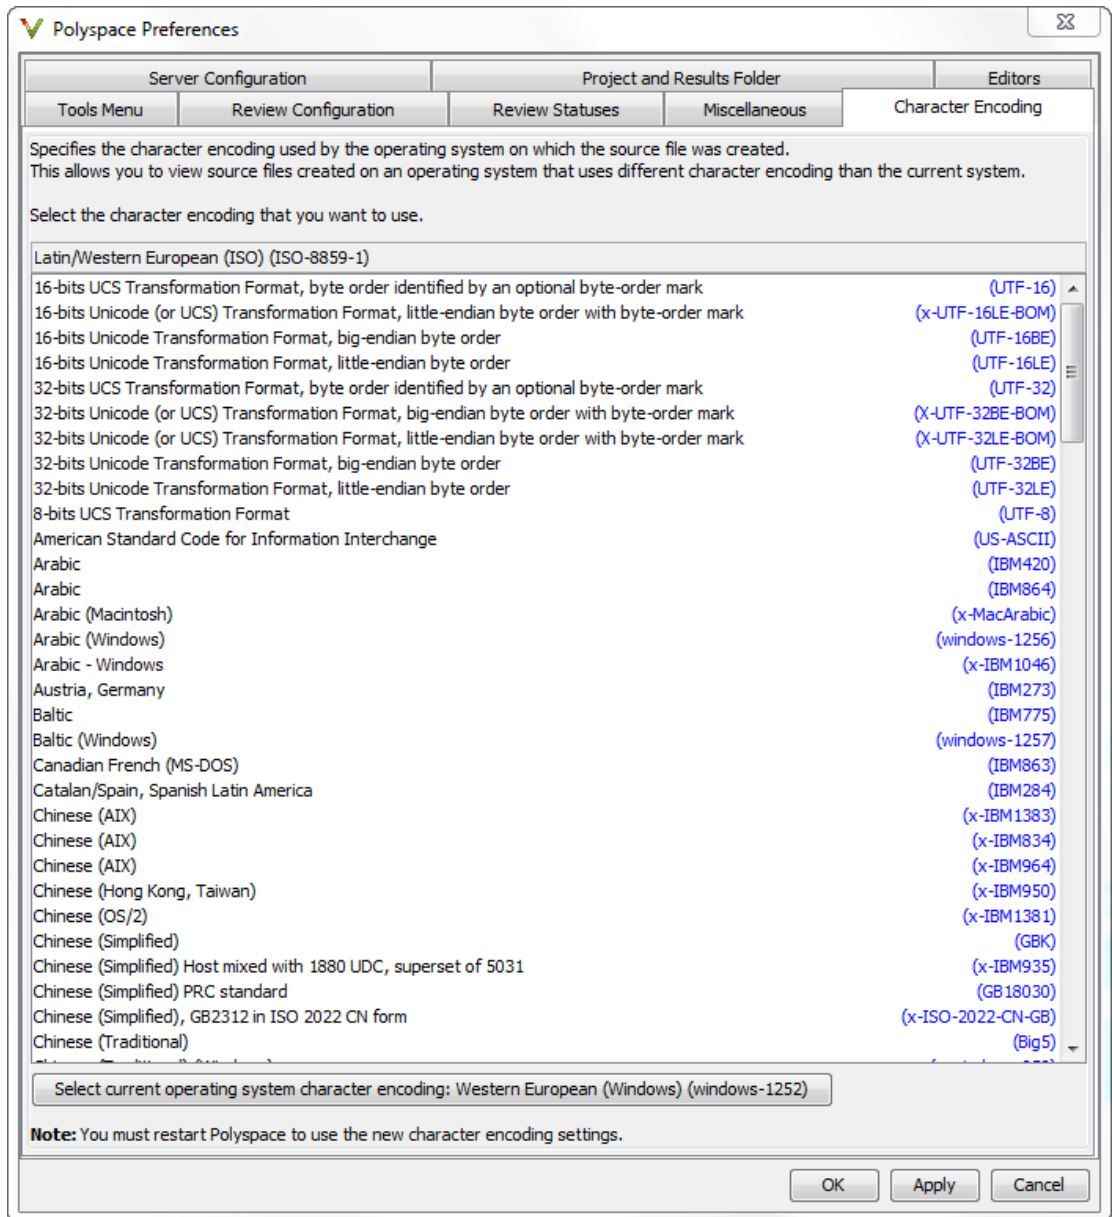 Polyspace Preferences
Server Configuration Project and Results Folder Editors
Tools Menu Review Configuration Review Statuses Miscellaneous Character Encoding
Specifies the character encoding used by the operating system on which the source file was created.
This allows you to view source files created on an operating system that uses different character encoding than the current system.
Select the character encoding that you want to use.
Latin/Western European (ISO) (ISO-8859-1)
16-bits UCS Transformation Format, byte order identified by an optional byte-order mark (UTF-16)
16-bits Unicode (or UCS) Transformation Format, little-endian byte order with byte-order mark (x-UTF-16LE-BOM)
16-bits Unicode Transformation Format, big-endian byte order (UTF-16BE)
16-bits Unicode Transformation Format, little-endian byte order (UTF-16LE)
32-bits UCS Transformation Format, byte order identified by an optional byte-order mark (UTF-32)
32-bits Unicode (or UCS) Transformation Format, big-endian byte order with byte-order mark (X-UTF-32BE-BOM)
32-bits Unicode (or UCS) Transformation Format, little-endian byte order with byte-order mark (X-UTF-32LE-BOM)
32-bits Unicode Transformation Format, big-endian byte order (UTF-32BE)
32-bits Unicode Transformation Format, little-endian byte order (UTF-32LE)
8-bits UCS Transformation Format (UTF-8)
American Standard Code for Information Interchange (US-ASCII)
Arabic (IBM420)
Arabic (IBM864)
Arabic (Macintosh) (x-MacArabic)
Arabic (Windows) (windows-1256)
Arabic - Windows (x-IBM1046)
Austria, Germany (IBM273)
Baltic (IBM775)
Baltic (Windows) (windows-1257)
Canadian French (MS-DOS) (IBM863)
Catalan/Spain, Spanish Latin America (IBM284)
Chinese (AIX) (x-IBM1383)
Chinese (AIX) (x-IBM834)
Chinese (AIX) (x-IBM964)
Chinese (Hong Kong, Taiwan) (x-IBM950)
Chinese (OS/2) (x-IBM1381)
Chinese (Simplified) (GBK)
Chinese (Simplified) Host mixed with 1880 UDC, superset of 5031 (x-IBM935)
Chinese (Simplified) PRC standard (GB18030)
Chinese (Simplified), GB2312 in ISO 2022 CN form (x-ISO-2022-CN-GB)
Chinese (Traditional) (Big5)
Select current operating system character encoding: Western European (Windows) (windows-1252)
Note: You must restart Polyspace to use the new character encoding settings.
OK Apply Cancel